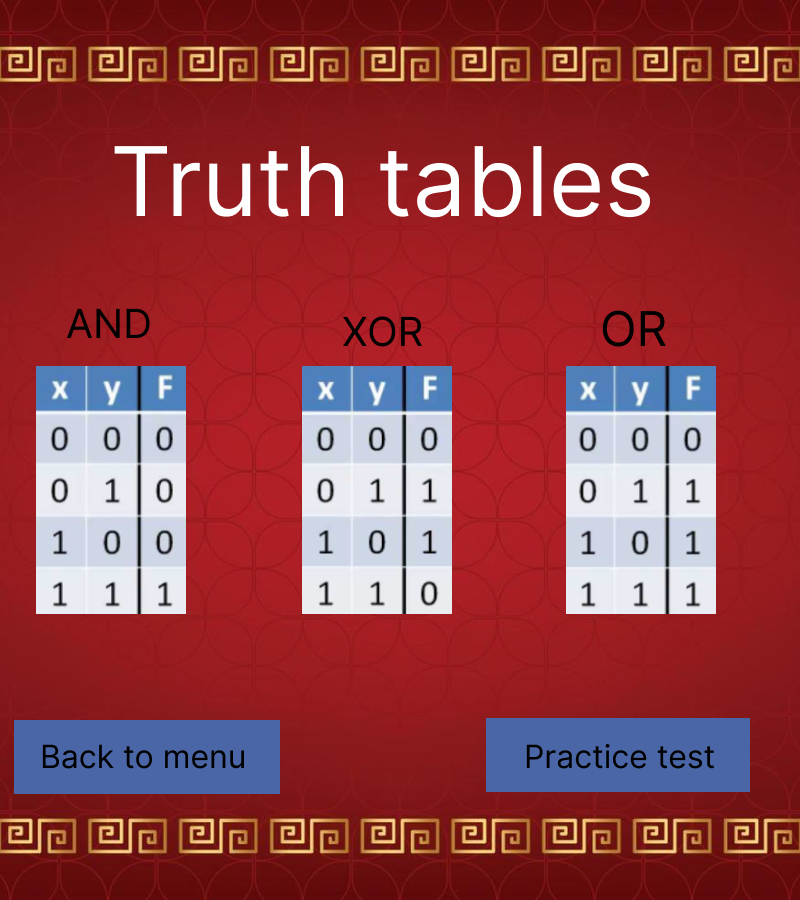 Truth tables
AND
XOR
OR
x y F
0 0 0
0 1 0
1 0 0
1 1 1
x y F
0 0 0
0 1 1
1 0 1
1 1 0
x y F
0 0 0
0 1 1
1 0 1
1 1 1
Back to menu
Practice test